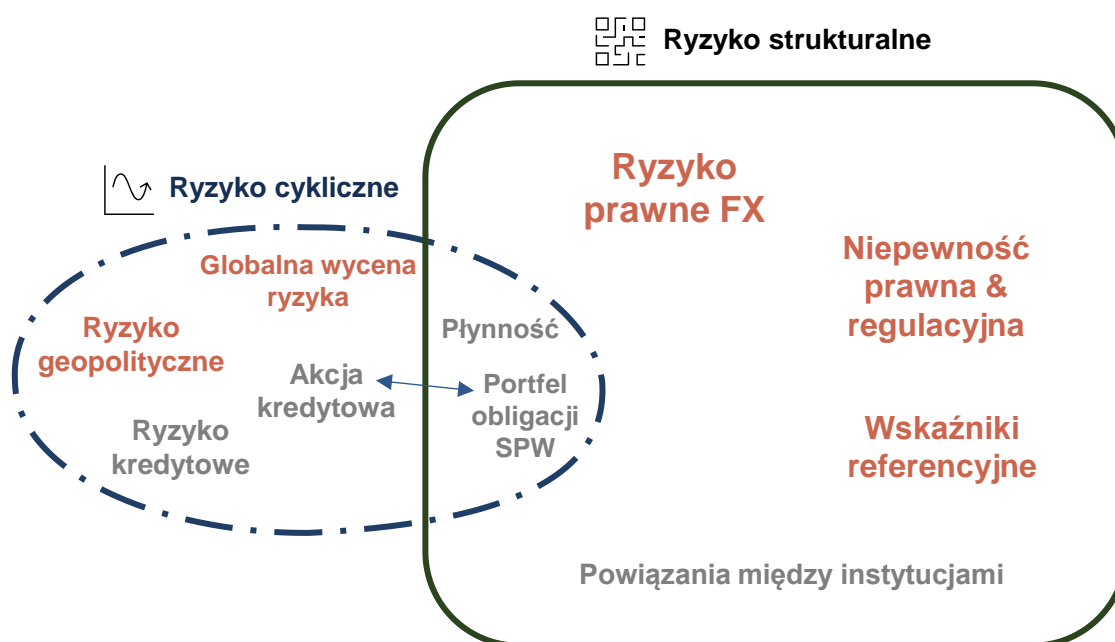 Ryzyko strukturalne
Ryzyko cykliczne
Ryzyko
prawne FX
Globalna wycena
ryzyka
Niepewność
prawna &
regulacyjna
Ryzyko
geopolityczne
Płynność
Akcja
kredytowa
Portfel
obligacji
SPW
Ryzyko
kredytowe
Wskaźniki
referencyjne
Powiązania między instytucjami